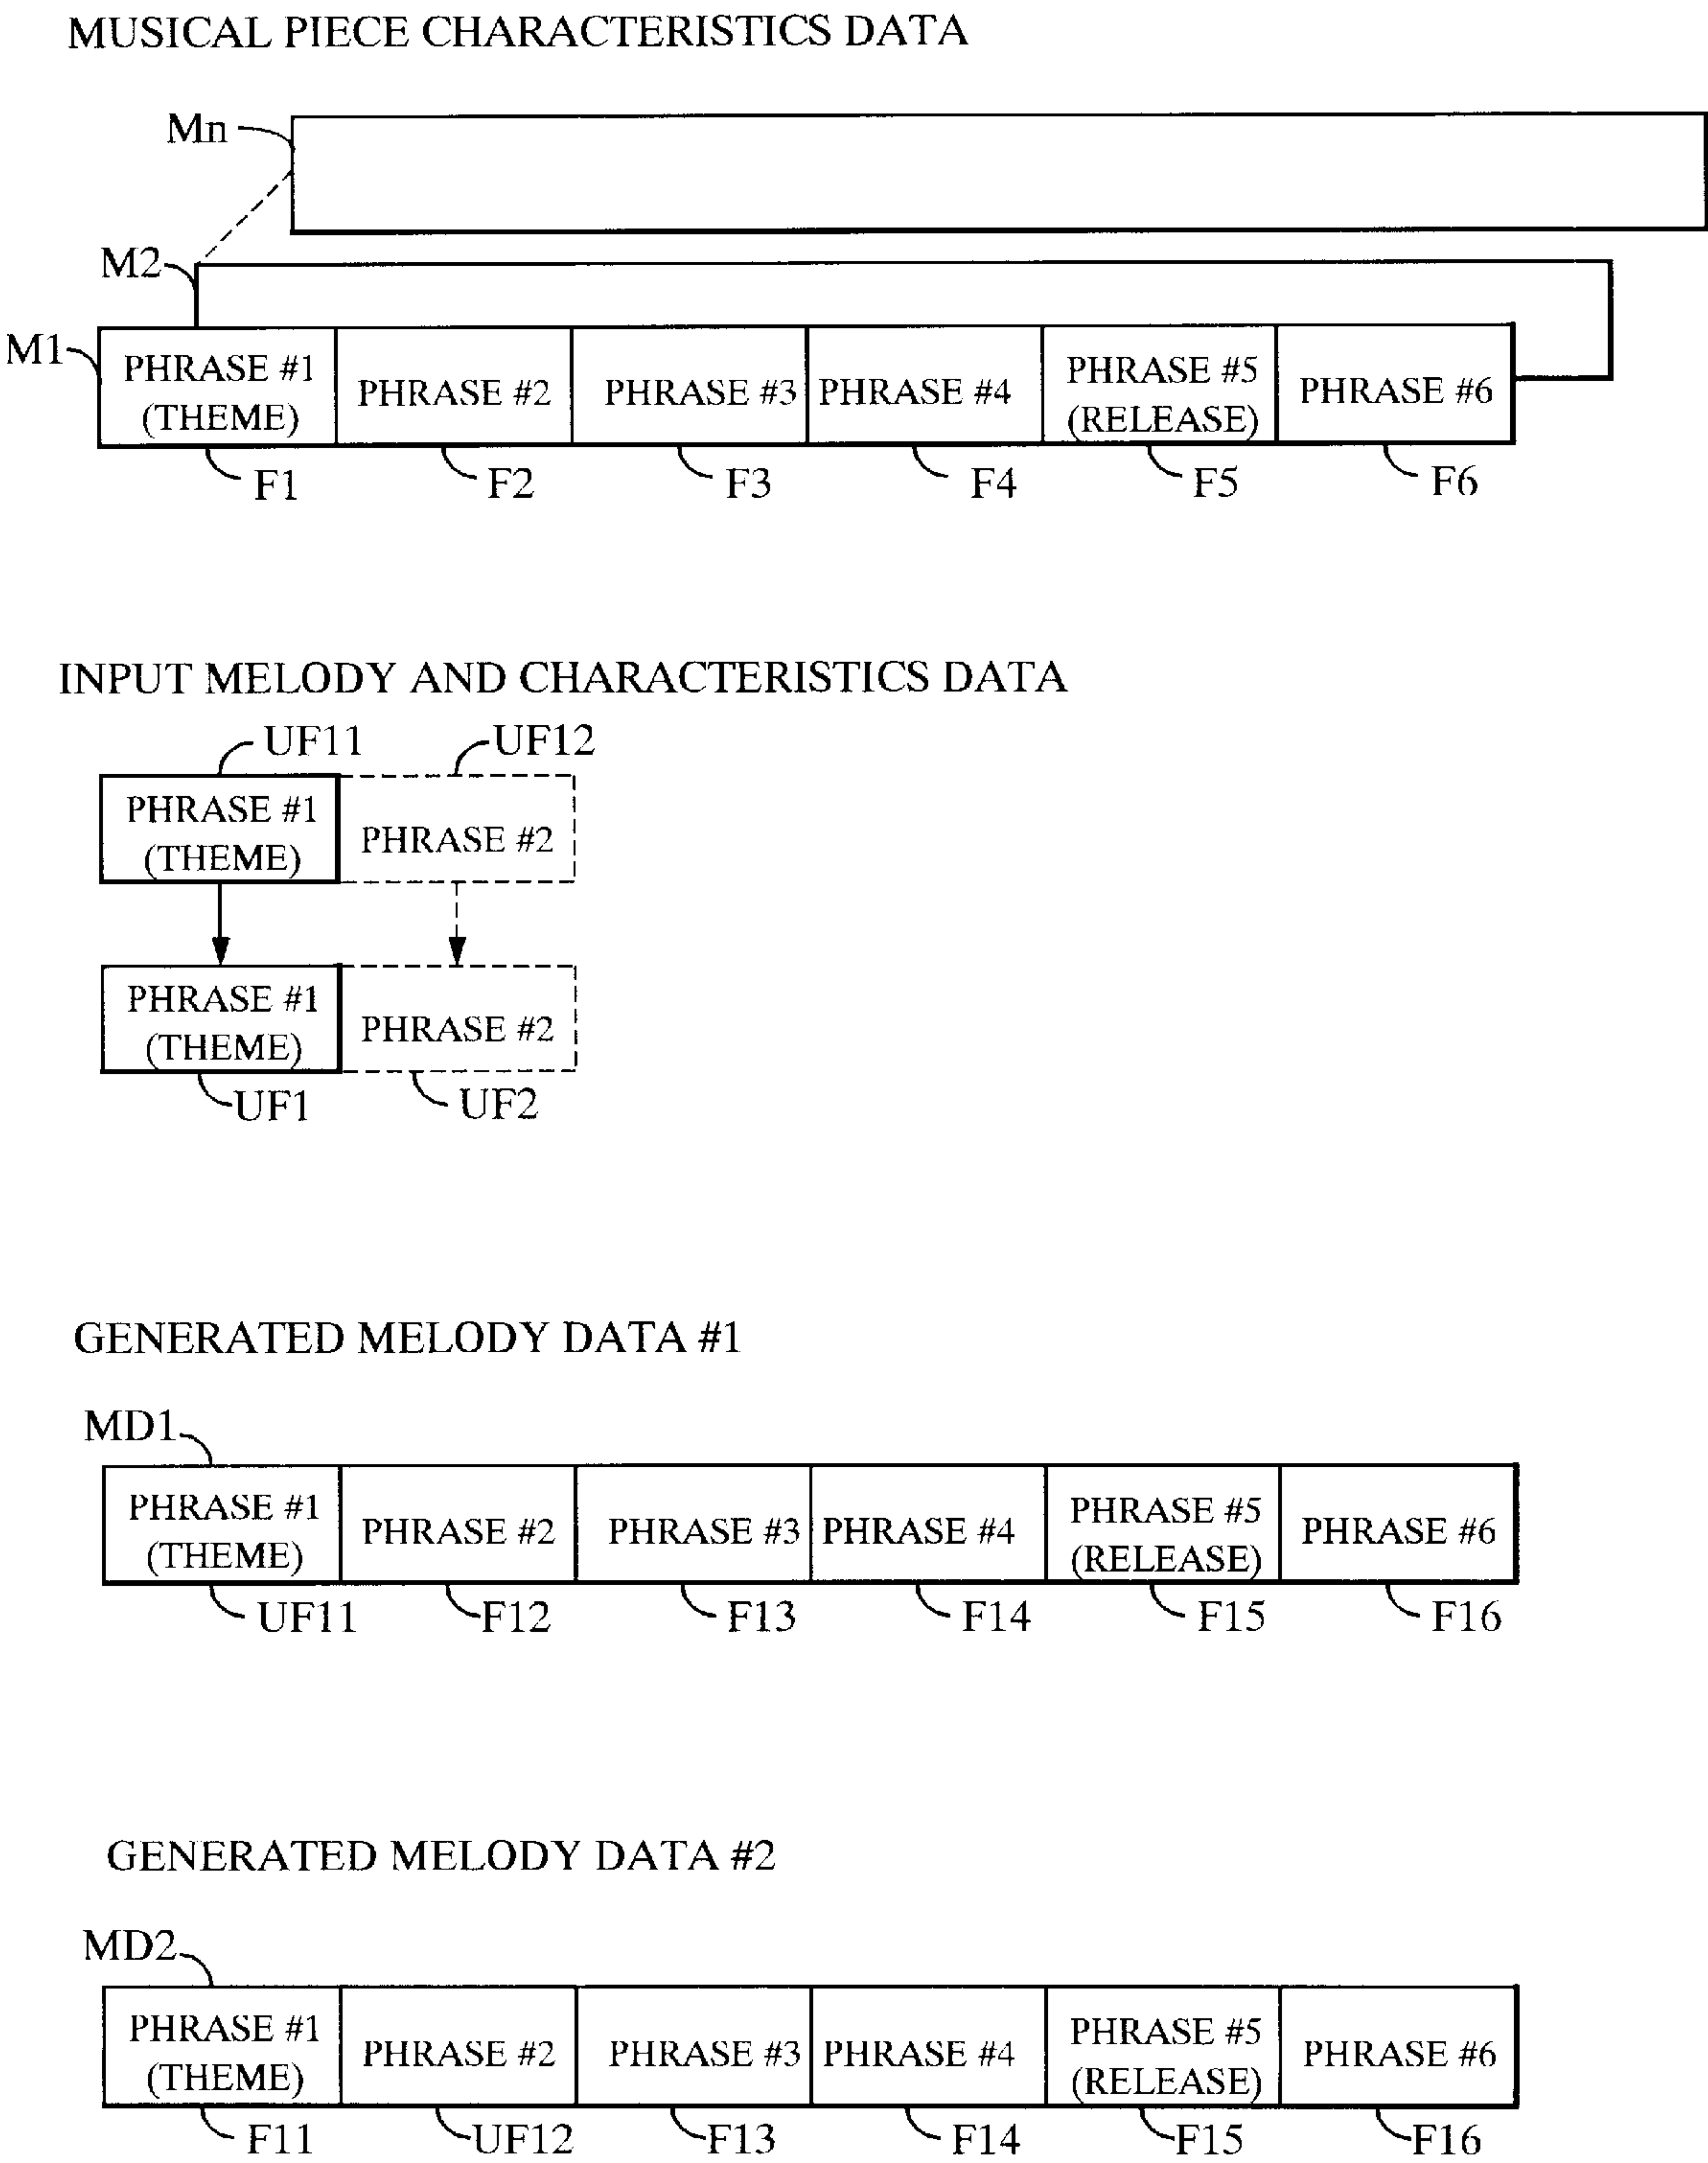 MUSICAL PIECE CHARACTERISTICS DATA
Mn
M2
M1
PHRASE #1
(THEME)
PHRASE #2
PHRASE #3
PHRASE #4
PHRASE #5
(RELEASE)
PHRASE #6
F1
F2
F3
F4
F5
F6
INPUT MELODY AND CHARACTERISTICS DATA
UF11
UF12
PHRASE #1
(THEME)
PHRASE #2
PHRASE #1
(THEME)
PHRASE #2
UF1
UF2
GENERATED MELODY DATA #1
MD1
PHRASE #1
(THEME)
PHRASE #2
PHRASE #3
PHRASE #4
PHRASE #5
(RELEASE)
PHRASE #6
UF11
F12
F13
F14
F15
F16
GENERATED MELODY DATA #2
MD2
PHRASE #1
(THEME)
PHRASE #2
PHRASE #3
PHRASE #4
PHRASE #5
(RELEASE)
PHRASE #6
F11
UF12
F13
F14
F15
F16